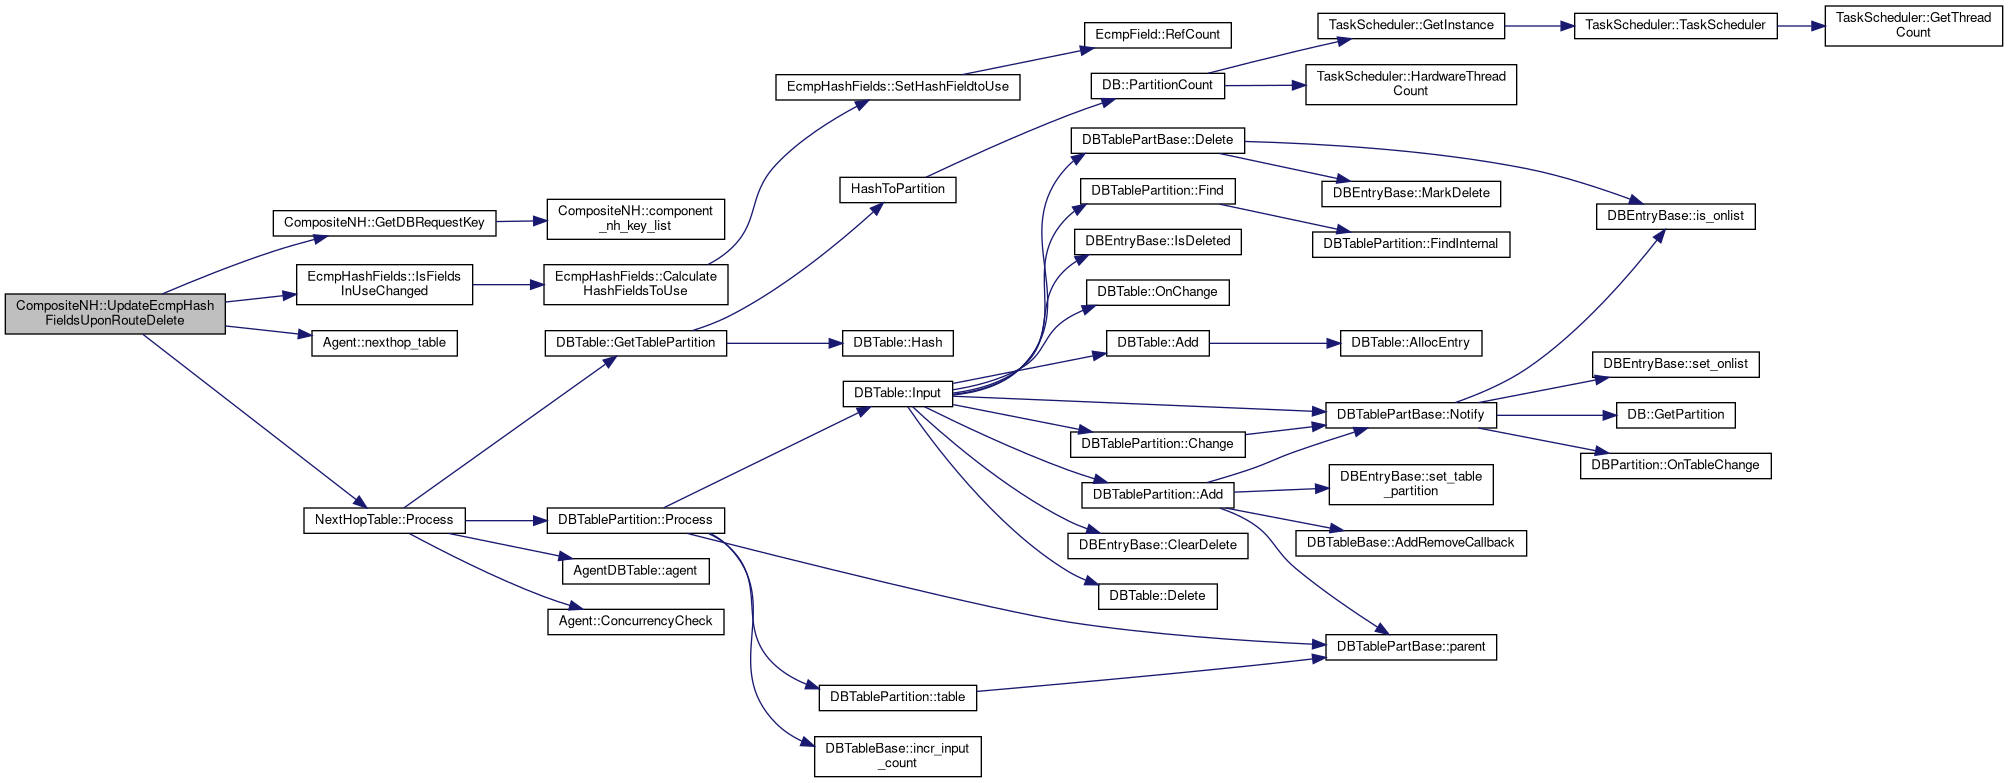 CompositeNH::UpdateEcmpHash
FieldsUponRouteDelete
CompositeNH::GetDBRequestKey
CompositeNH::component
_nh_key_list
EcmpHashFields::IsFields
InUseChanged
EcmpHashFields::Calculate
HashFieldsToUse
EcmpHashFields::SetHashFieldtoUse
EcmpField::RefCount
Agent::nexthop_table
NextHopTable::Process
DBTable::GetTablePartition
HashToPartition
DB::PartitionCount
TaskScheduler::GetInstance
TaskScheduler::TaskScheduler
TaskScheduler::GetThread
Count
TaskScheduler::HardwareThread
Count
DBTable::Hash
DBTablePartition::Process
DBTable::Input
DBTablePartBase::Delete
DBEntryBase::MarkDelete
DBEntryBase::is_onlist
DBTablePartition::Find
DBTablePartition::FindInternal
DBEntryBase::IsDeleted
DBTable::OnChange
DBTable::Add
DBTable::AllocEntry
DBTablePartBase::Notify
DBEntryBase::set_onlist
DB::GetPartition
DBPartition::OnTableChange
DBTablePartition::Change
DBTablePartition::Add
DBEntryBase::set_table
_partition
DBTableBase::AddRemoveCallback
DBEntryBase::ClearDelete
DBTable::Delete
DBTablePartBase::parent
DBTablePartition::table
DBTableBase::incr_input
_count
AgentDBTable::agent
Agent::ConcurrencyCheck